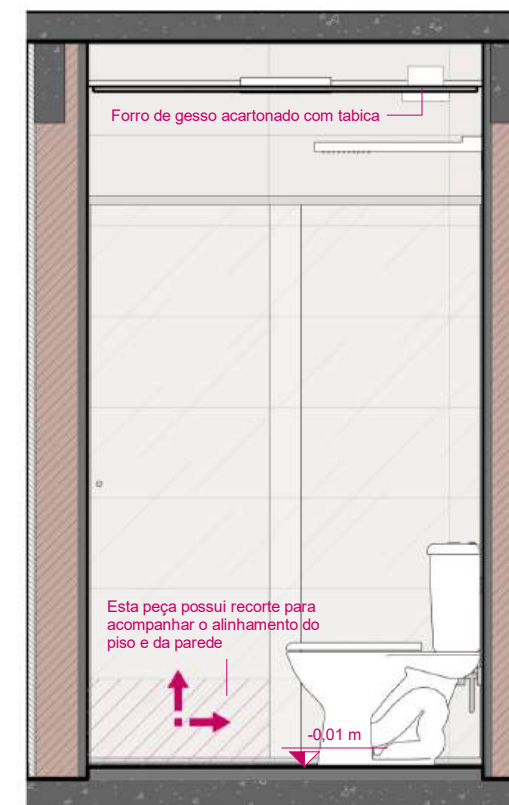 Forro de gesso acartonado com tabica
Esta peça possui recorte para
acompanhar o alinhamento do
piso e da parede
-0,01 m